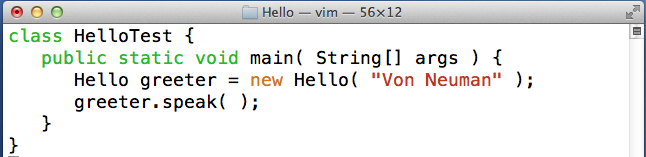 Hello — vim — 56×12
class HelloTest {
   public static void main( String[] args ) {
      Hello greeter = new Hello( "Von Neuman" );
      greeter.speak( );
   }
}